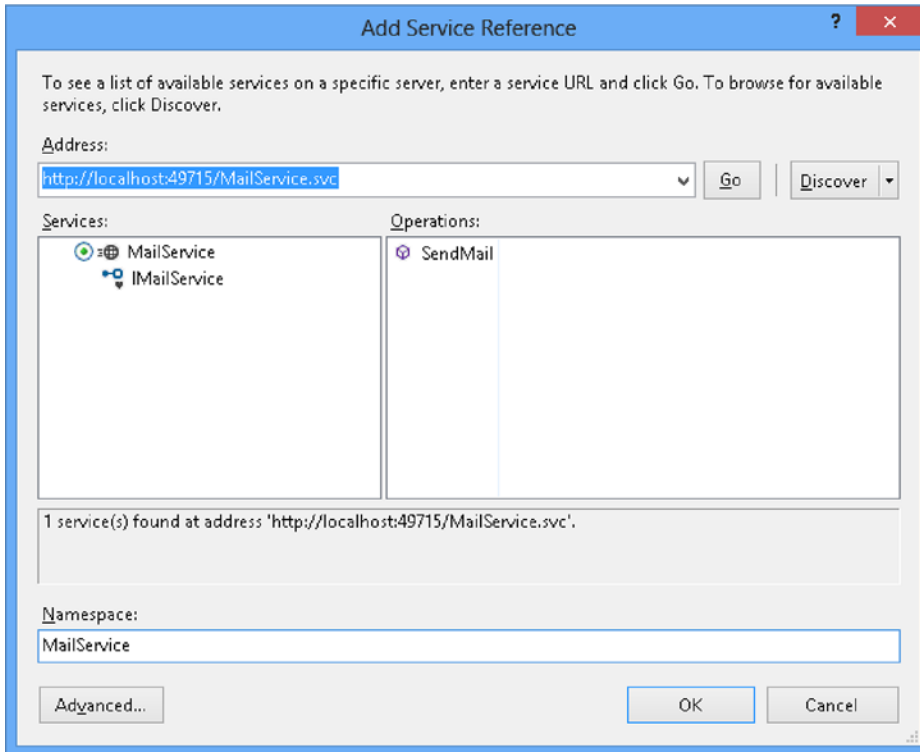 Add Service Reference
?
To see a list of available services on a specific server, enter a service URL and click Go. To browse for available
services, click Discover.
Address:
http://localhost:49715/MailService.svc
Go
Discover
Services:
Operations:
MailService
SendMail
IMailService
1 service(s) found at address 'http://localhost:49715/MailService.svc'.
Namespace:
MailService
Advanced...
OK
Cancel